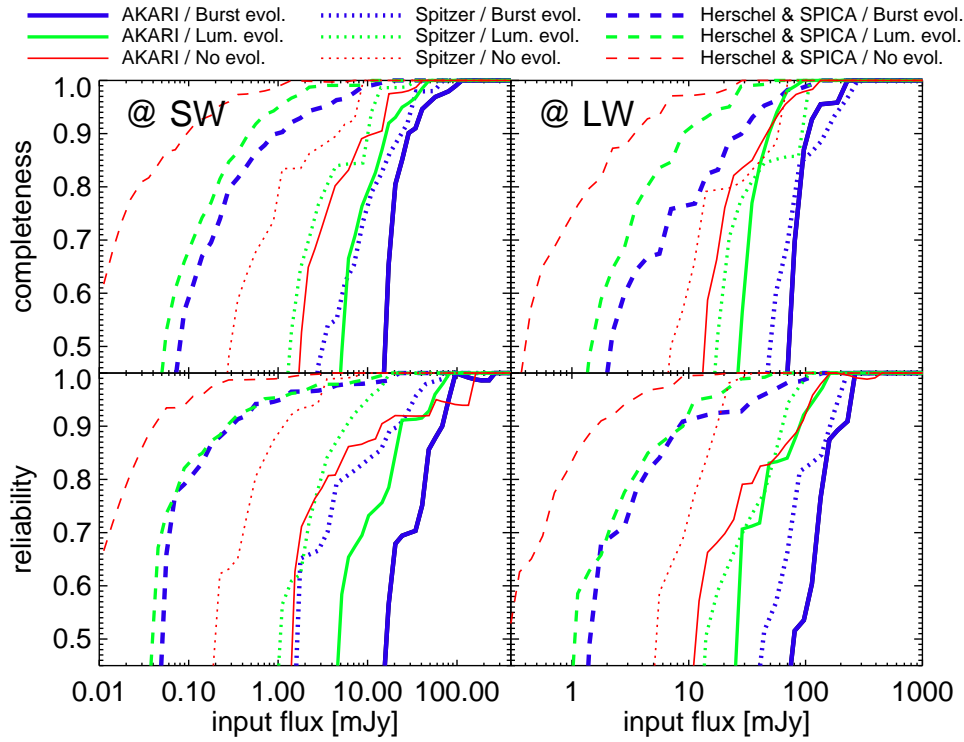 AKARI / Burst evol. Spitzer / Burst evol. Herschel & SPICA / Burst evol.
AKARI / Lum. evol. Spitzer / Lum. evol. Herschel & SPICA / Lum. evol.
AKARI / No evol. Spitzer / No evol. Herschel & SPICA / No evol.
@ SW @ LW
1.0
0.9
0.8
0.7
0.6
0.5
completeness
1.0
0.9
0.8
0.7
0.6
0.5
reliability
0.01 0.10 1.00 10.00 100.00 1 10 100 1000
input flux [mJy] input flux [mJy]